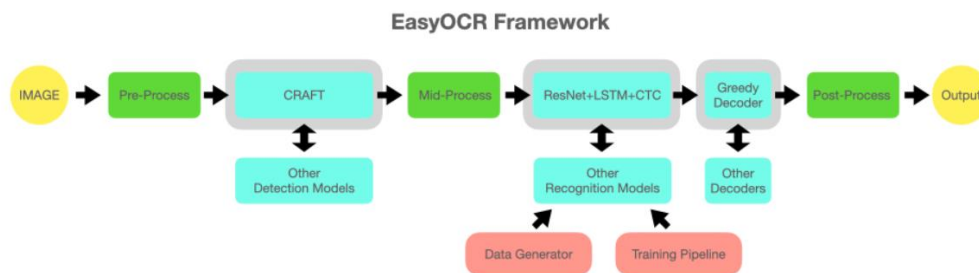 EasyOCR Framework
IMAGE
Pre-Process
CRAFT
Mid-Process
ResNet+LSTM+CTC
Greedy
Decoder
Post-Process
Output
Other
Detection Models
Other
Recognition Models
Other
Decoders
Data Generator
Training Pipeline